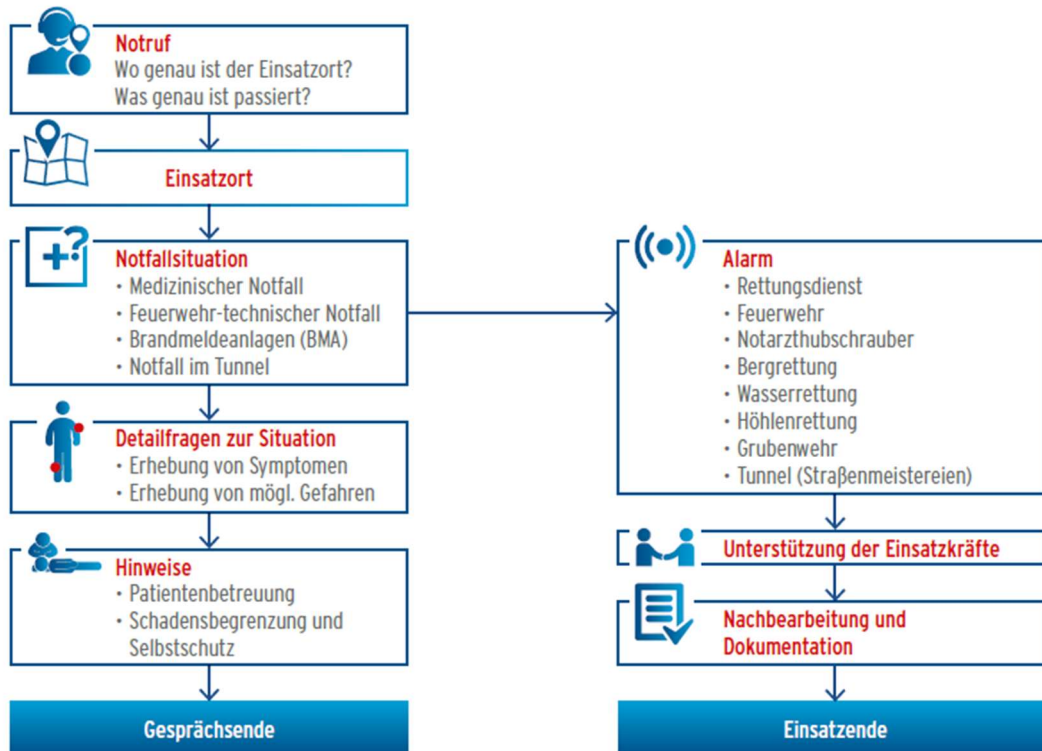 Notruf
Wo genau ist der Einsatzort?
Was genau ist passiert?
Einsatzort
Notfallsituation
· Medizinischer Notfall
· Feuerwehr-technischer Notfall
· Brandmeldeanlagen (BMA)
· Notfall im Tunnel
Detailfragen zur Situation
· Erhebung von Symptomen
· Erhebung von mögl. Gefahren
Hinweise
· Patientenbetreuung
· Schadensbegrenzung und
Selbstschutz
Gesprächsende
Alarm
· Rettungsdienst
· Feuerwehr
· Notarzthubschrauber
· Bergrettung
· Wasserrettung
· Höhlenrettung
· Grubenwehr
· Tunnel (Straßenmeistereien)
Unterstützung der Einsatzkräfte
Nachbearbeitung und
Dokumentation
Einsatzende